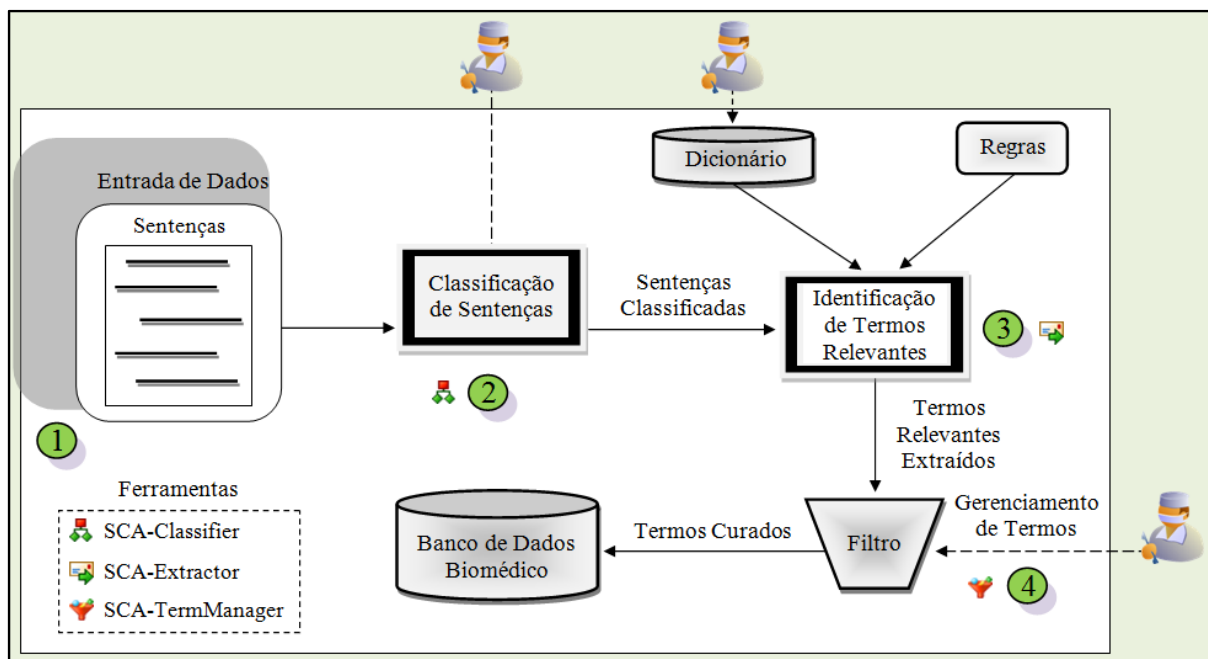 Entrada de Dados
Sentenças
1
Classificação
de Sentenças
2
Sentenças
Classificadas
Dicionário
Regras
Identificação
de Termos
Relevantes
3
Termos
Relevantes
Extraídos
Gerenciamento
de Termos
4
Filtro
Termos Curados
Banco de Dados
Biomédico
Ferramentas
SCA-Classifier
SCA-Extractor
SCA-TermManager